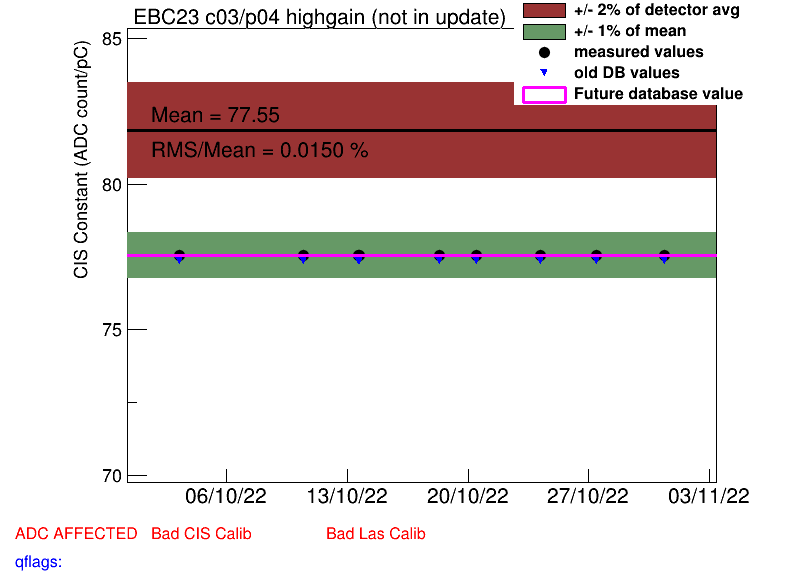 EBC23 c03/p04 highgain (not in update)
+/- 2% of detector avg
+/- 1% of mean
measured values
old DB values
Future database value
CIS Constant (ADC count/pC)
85
80
75
70
Mean = 77.55
RMS/Mean = 0.0150 %
06/10/22 13/10/22 20/10/22 27/10/22 03/11/22
ADC AFFECTED Bad CIS Calib Bad Las Calib
qflags: